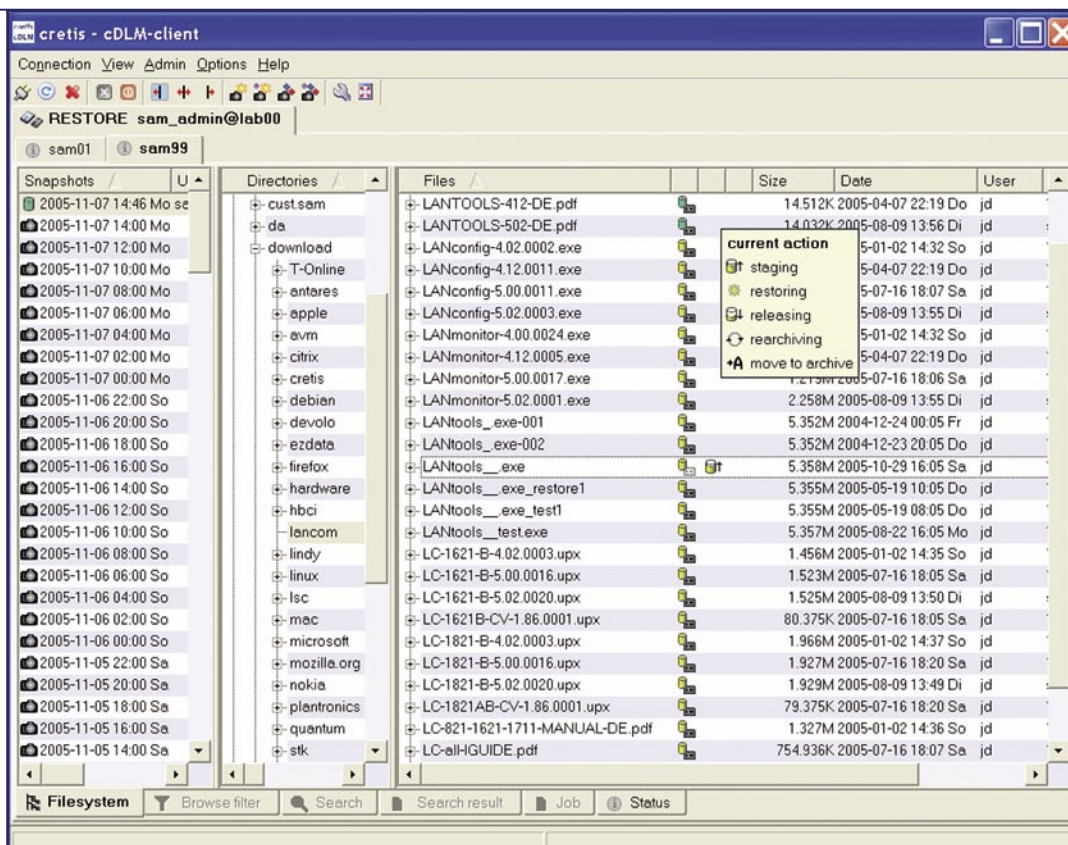 cretis - cDLM-client
Connection View Admin Options Help
RESTORE sam_admin@lab00
sam01 sam99
Snapshots U
2005-11-07 14:46 Mo se
2005-11-07 14:00 Mo
2005-11-07 12:00 Mo
2005-11-07 10:00 Mo
2005-11-07 08:00 Mo
2005-11-07 06:00 Mo
2005-11-07 04:00 Mo
2005-11-07 02:00 Mo
2005-11-07 00:00 Mo
2005-11-06 22:00 So
2005-11-06 20:00 So
2005-11-06 18:00 So
2005-11-06 16:00 So
2005-11-06 14:00 So
2005-11-06 12:00 So
2005-11-06 10:00 So
2005-11-06 08:00 So
2005-11-06 06:00 So
2005-11-06 04:00 So
2005-11-06 02:00 So
2005-11-06 00:00 So
2005-11-05 22:00 Sa
2005-11-05 20:00 Sa
2005-11-05 18:00 Sa
2005-11-05 16:00 Sa
2005-11-05 14:00 Sa
Directories
cust.sam
da
download
T-Online
antares
apple
avm
citrix
cretis
debian
devolo
ezdata
firefox
hardware
hbci
lancom
lindy
linux
lsc
mac
microsoft
mozilla.org
nokia
plantronics
quantum
stk
Files Size Date User
LANTOOLS-412-DE.pdf 14.512K 2005-04-07 22:19 Do jd
LANTOOLS-502-DE.pdf 14.032K 2005-08-09 13:56 Di jd
LANconfig-4.02.0002.exe 5-01-02 14:32 So jd
LANconfig-4.12.0011.exe 5-04-07 22:19 Do jd
LANconfig-5.00.0011.exe 5-07-16 18:07 Sa jd
LANconfig-5.02.0003.exe 5-08-09 13:55 Di jd
LANmonitor-4.00.0024.exe 5-01-02 14:32 So jd
LANmonitor-4.12.0005.exe 5-04-07 22:19 Do jd
LANmonitor-5.00.0017.exe 2005-07-16 18:06 Sa jd
LANmonitor-5.02.0001.exe 2.258M 2005-08-09 13:55 Di jd
LANtools_.exe-001 5.352M 2004-12-24 00:05 Fr jd
LANtools_.exe-002 5.352M 2004-12-23 20:05 Do jd
LANtools__.exe 5.358M 2005-10-29 16:05 Sa jd
LANtools__.exe_restore1 5.355M 2005-05-19 10:05 Do jd
LANtools__.exe_test1 5.355M 2005-05-19 08:05 Do jd
LANtools__test.exe 5.357M 2005-08-22 16:05 Mo jd
LC-1621-B-4.02.0003.upx 1.456M 2005-01-02 14:35 So jd
LC-1621-B-5.00.0016.upx 1.523M 2005-07-16 18:05 Sa jd
LC-1621-B-5.02.0020.upx 1.525M 2005-08-09 13:50 Di jd
LC-1621B-CV-1.86.0001.upx 80.375K 2005-07-16 18:05 Sa jd
LC-1821-B-4.02.0003.upx 1.966M 2005-01-02 14:37 So jd
LC-1821-B-5.00.0016.upx 1.927M 2005-07-16 18:20 Sa jd
LC-1821-B-5.02.0020.upx 1.929M 2005-08-09 13:49 Di jd
LC-1821AB-CV-1.86.0001.upx 79.375K 2005-07-16 18:20 Sa jd
LC-821-1621-1711-MANUAL-DE.pdf 1.327M 2005-01-02 14:36 So jd
LC-allHGUIDE.pdf 754.936K 2005-07-16 18:07 Sa jd
current action
staging
restoring
releasing
rearchiving
A move to archive
Filesystem Browse filter Search Search result Job Status